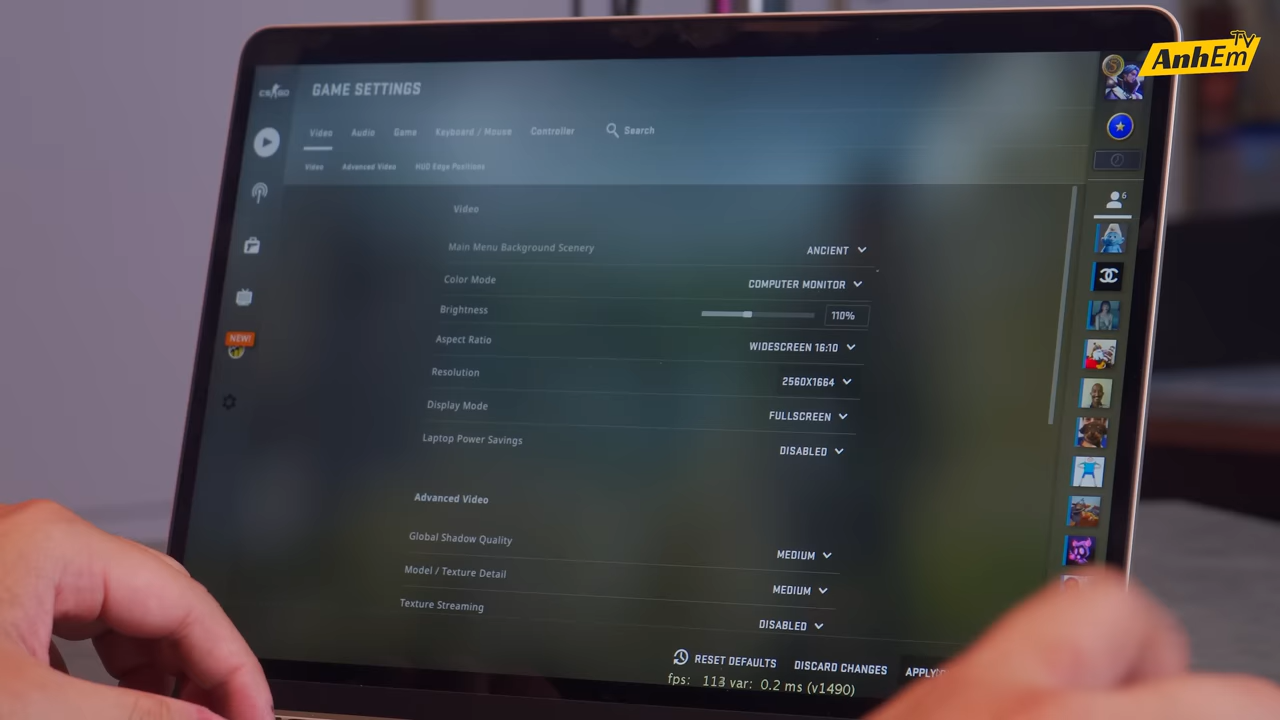 AnhEm TV
CS GO
GAME SETTINGS
Video Audio Game Keyboard / Mouse Controller Search
Video Advanced Video HUD Edge Positions
6
NEW!
Video
Main Menu Background Scenery ANCIENT
Color Mode COMPUTER MONITOR
Brightness 110%
Aspect Ratio WIDESCREEN 16:10
Resolution 2560X1664
Display Mode FULLSCREEN
Laptop Power Savings DISABLED
Advanced Video
Global Shadow Quality MEDIUM
Model / Texture Detail MEDIUM
Texture Streaming DISABLED
RESET DEFAULTS DISCARD CHANGES APPLY
fps: 113 var: 0.2 ms (v1490)